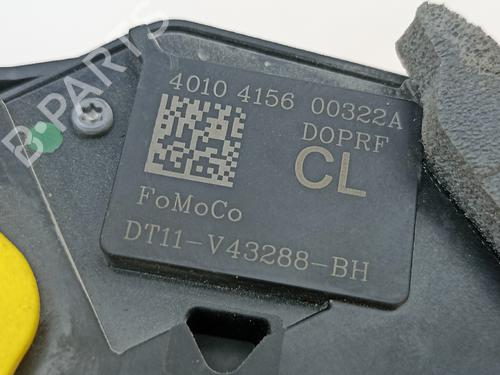 B-PARTS
4010 4156 00322A
DOPRF
CL
FoMoCo
DT11-V43288-BH